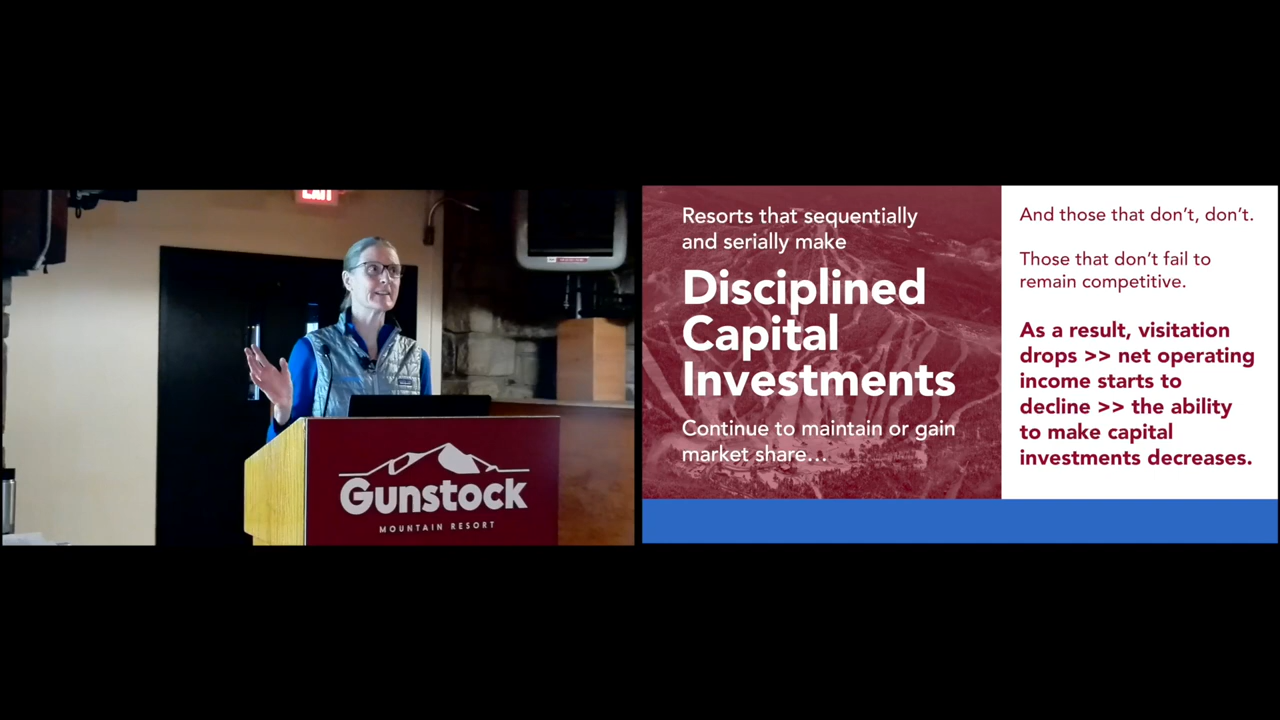 EXIT
Gunstock
MOUNTAIN RESORT
Resorts that sequentially
and serially make
Disciplined
Capital
Investments
Continue to maintain or gain
market share…
And those that don't, don't.
Those that don't fail to
remain competitive.
As a result, visitation
drops >> net operating
income starts to
decline >> the ability
to make capital
investments decreases.